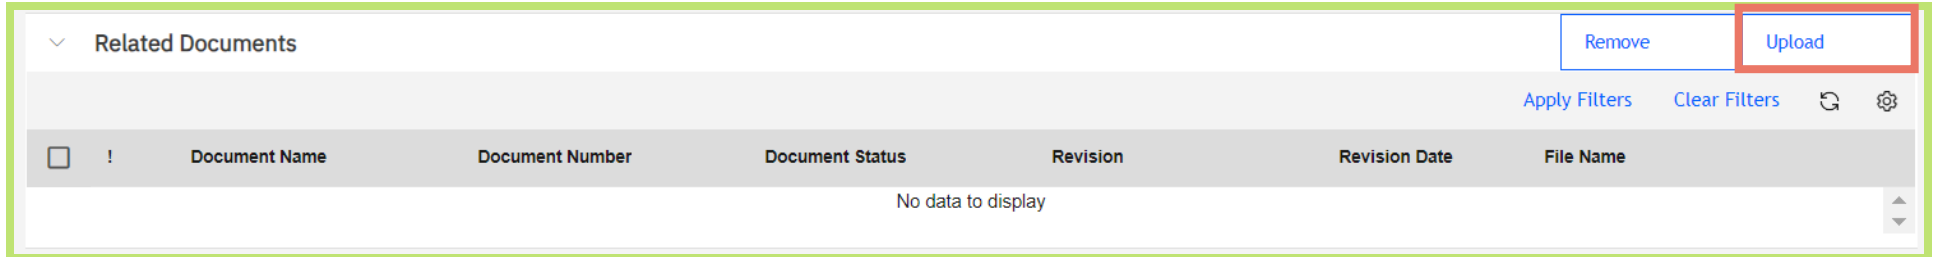 Related Documents Remove Upload
Apply Filters Clear Filters
! Document Name Document Number Document Status Revision Revision Date File Name
No data to display